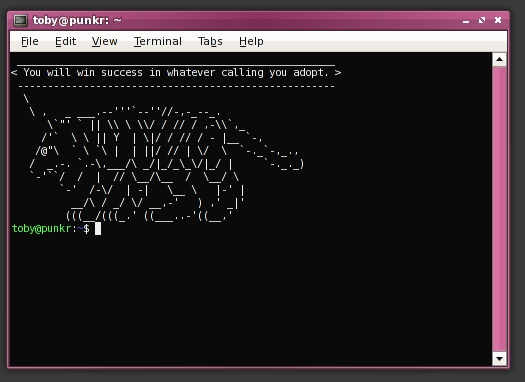 toby@punkr: ~
File Edit View Terminal Tabs Help
< You will win success in whatever calling you adopt. >
toby@punkr:~$